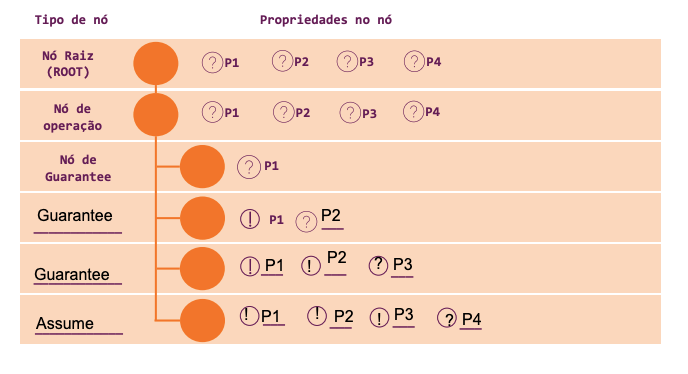 Tipo de nó Propriedades no nó
Nó Raiz
(ROOT)
? P1 ? P2 ? P3 ? P4
Nó de
operação
? P1 ? P2 ? P3 ? P4
Nó de
Guarantee
? P1
Guarantee ! P1 ? P2
Guarantee ! P1 ! P2 ? P3
Assume ! P1 ! P2 ! P3 ? P4